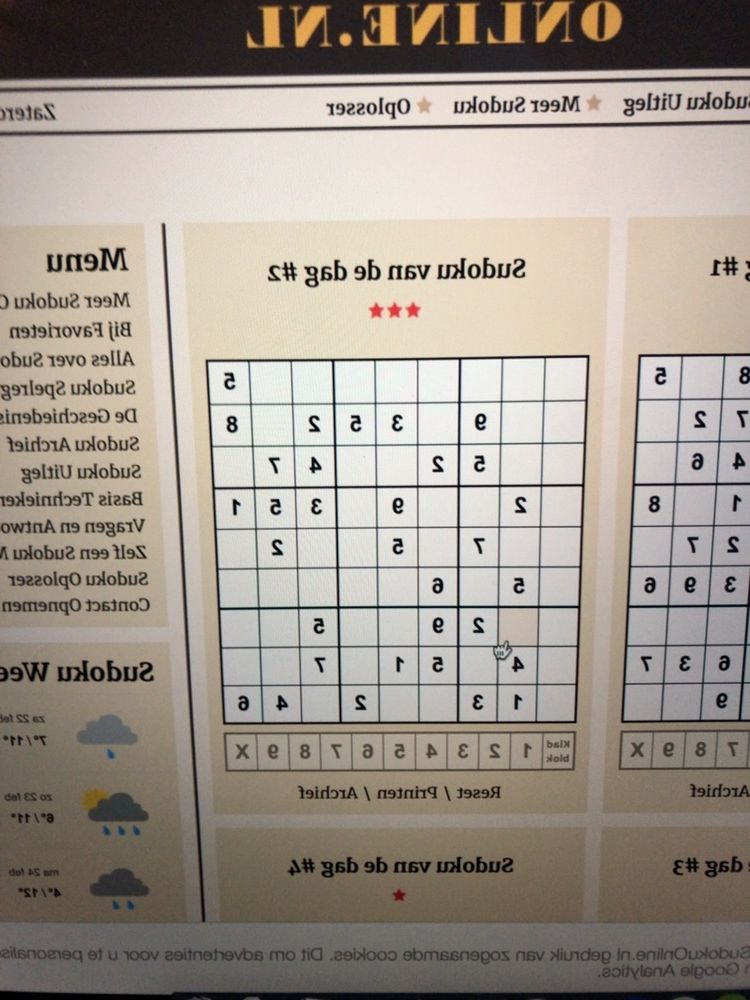 ONLINE.NL
Sudoku Uitleg ★ Meer Sudoku ★ Oplosser
Zaterd
g #1
8 5
7 2
4 6
1 8
2 7
3 9 6
6 3 7
9
7 8 9 X
Archief
Sudoku van de dag #2
★★★
5
9 3 5 2 8
5 2 4 7
2 9 3 5 1
7 5 2
5 6
2 9 5
4 5 1 7
1 3 2 4 6
Klad blok 1 2 3 4 5 6 7 8 9 X
Reset / Printen / Archief
dag #3
Sudoku van de dag #4
★
Menu
Meer Sudoku O
Bij Favorieten
Alles over Sudo
Sudoku Spelreg
De Geschiedenis
Sudoku Archief
Sudoku Uitleg
Basis Technieken
Vragen en Antwo
Zelf een Sudoku M
Sudoku Oplosser
Contact Opnemen
Sudoku Wee
za 22 feb
7°/11°
zo 23 feb
6°/11°
ma 24 feb
4°/12°
SudokuOnline.nl gebruik van zogenaamde cookies. Dit om advertenties voor u te personalise
n Google Analytics.